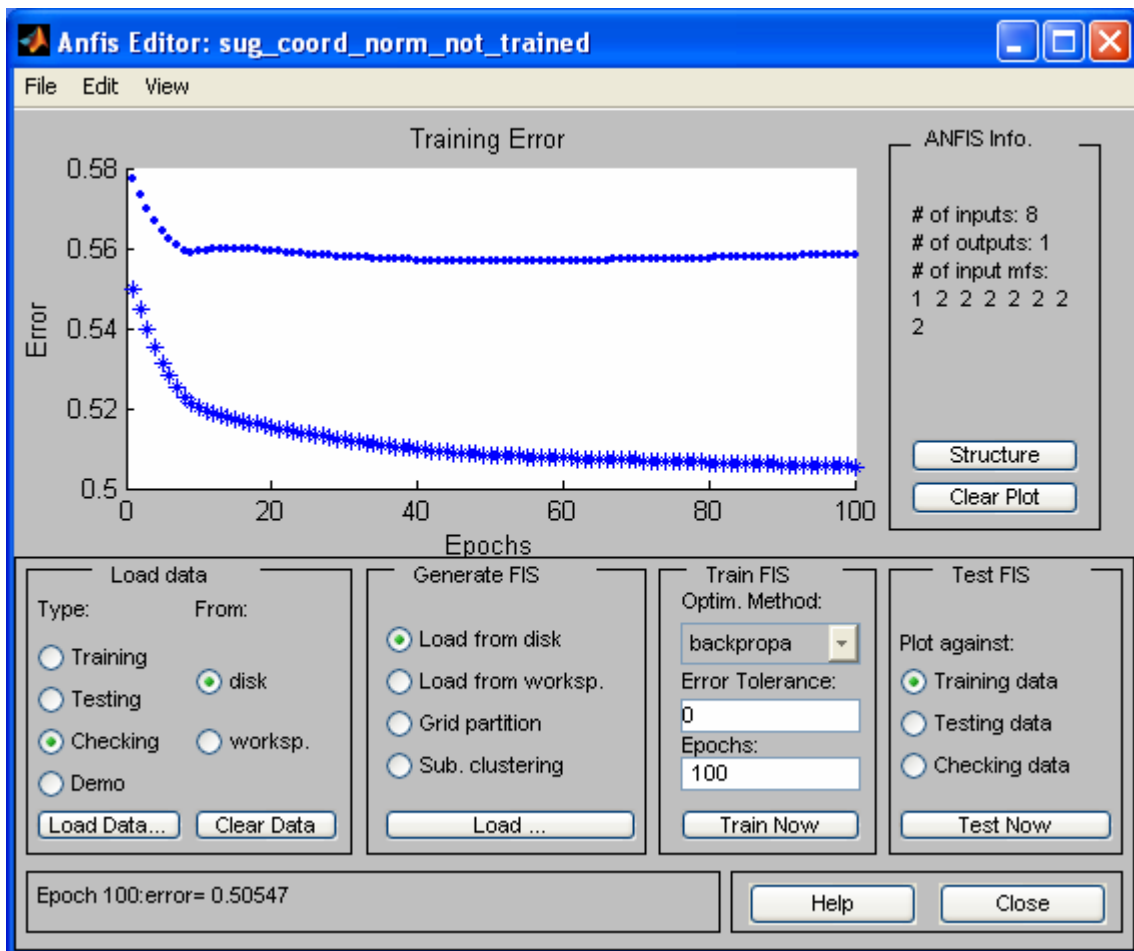 Anfis Editor: sug_coord_norm_not_trained
File Edit View
Training Error
0.58
0.56
0.54
0.52
0.5
Error
0 20 40 60 80 100
Epochs
ANFIS Info.
# of inputs: 8
# of outputs: 1
# of input mfs:
1 2 2 2 2 2 2
2
Structure
Clear Plot
Load data
Type: From:
Training
Testing
Checking
Demo
disk
worksp.
Load Data... Clear Data
Generate FIS
Load from disk
Load from worksp.
Grid partition
Sub. clustering
Load ...
Train FIS
Optim. Method:
backpropa
Error Tolerance:
0
Epochs:
100
Train Now
Test FIS
Plot against:
Training data
Testing data
Checking data
Test Now
Epoch 100:error= 0.50547
Help Close